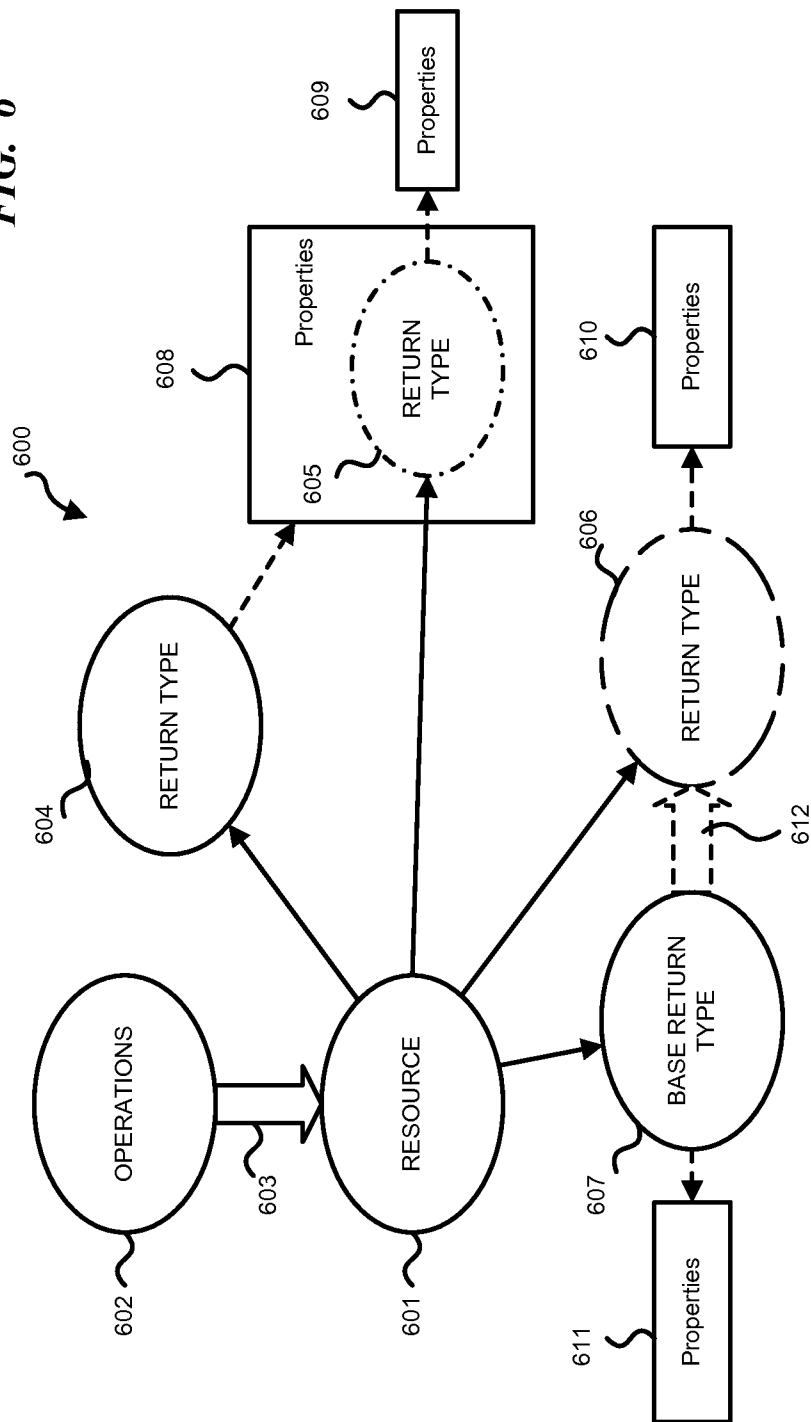 FIG. 6
600
604
RETURN TYPE
602
OPERATIONS
603
608
Properties
605
RETURN
TYPE
609
Properties
601
RESOURCE
611
Properties
607
BASE RETURN
TYPE
612
606
RETURN TYPE
610
Properties